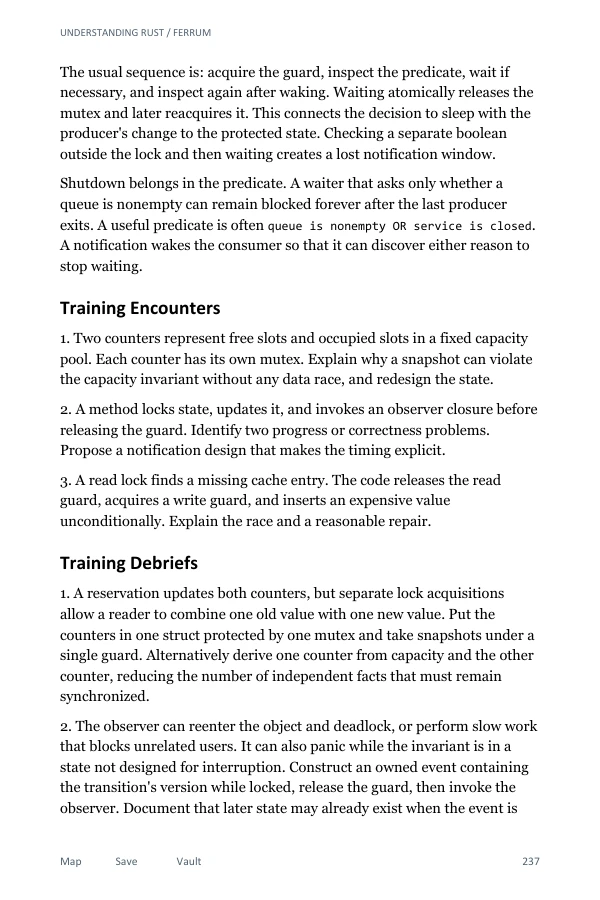 UNDERSTANDING RUST / FERRUM
The usual sequence is: acquire the guard, inspect the predicate, wait if
necessary, and inspect again after waking. Waiting atomically releases the
mutex and later reacquires it. This connects the decision to sleep with the
producer's change to the protected state. Checking a separate boolean
outside the lock and then waiting creates a lost notification window.
Shutdown belongs in the predicate. A waiter that asks only whether a
queue is nonempty can remain blocked forever after the last producer
exits. A useful predicate is often queue is nonempty OR service is closed.
A notification wakes the consumer so that it can discover either reason to
stop waiting.
Training Encounters
1. Two counters represent free slots and occupied slots in a fixed capacity
pool. Each counter has its own mutex. Explain why a snapshot can violate
the capacity invariant without any data race, and redesign the state.
2. A method locks state, updates it, and invokes an observer closure before
releasing the guard. Identify two progress or correctness problems.
Propose a notification design that makes the timing explicit.
3. A read lock finds a missing cache entry. The code releases the read
guard, acquires a write guard, and inserts an expensive value
unconditionally. Explain the race and a reasonable repair.
Training Debriefs
1. A reservation updates both counters, but separate lock acquisitions
allow a reader to combine one old value with one new value. Put the
counters in one struct protected by one mutex and take snapshots under a
single guard. Alternatively derive one counter from capacity and the other
counter, reducing the number of independent facts that must remain
synchronized.
2. The observer can reenter the object and deadlock, or perform slow work
that blocks unrelated users. It can also panic while the invariant is in a
state not designed for interruption. Construct an owned event containing
the transition's version while locked, release the guard, then invoke the
observer. Document that later state may already exist when the event is
Map Save Vault 237